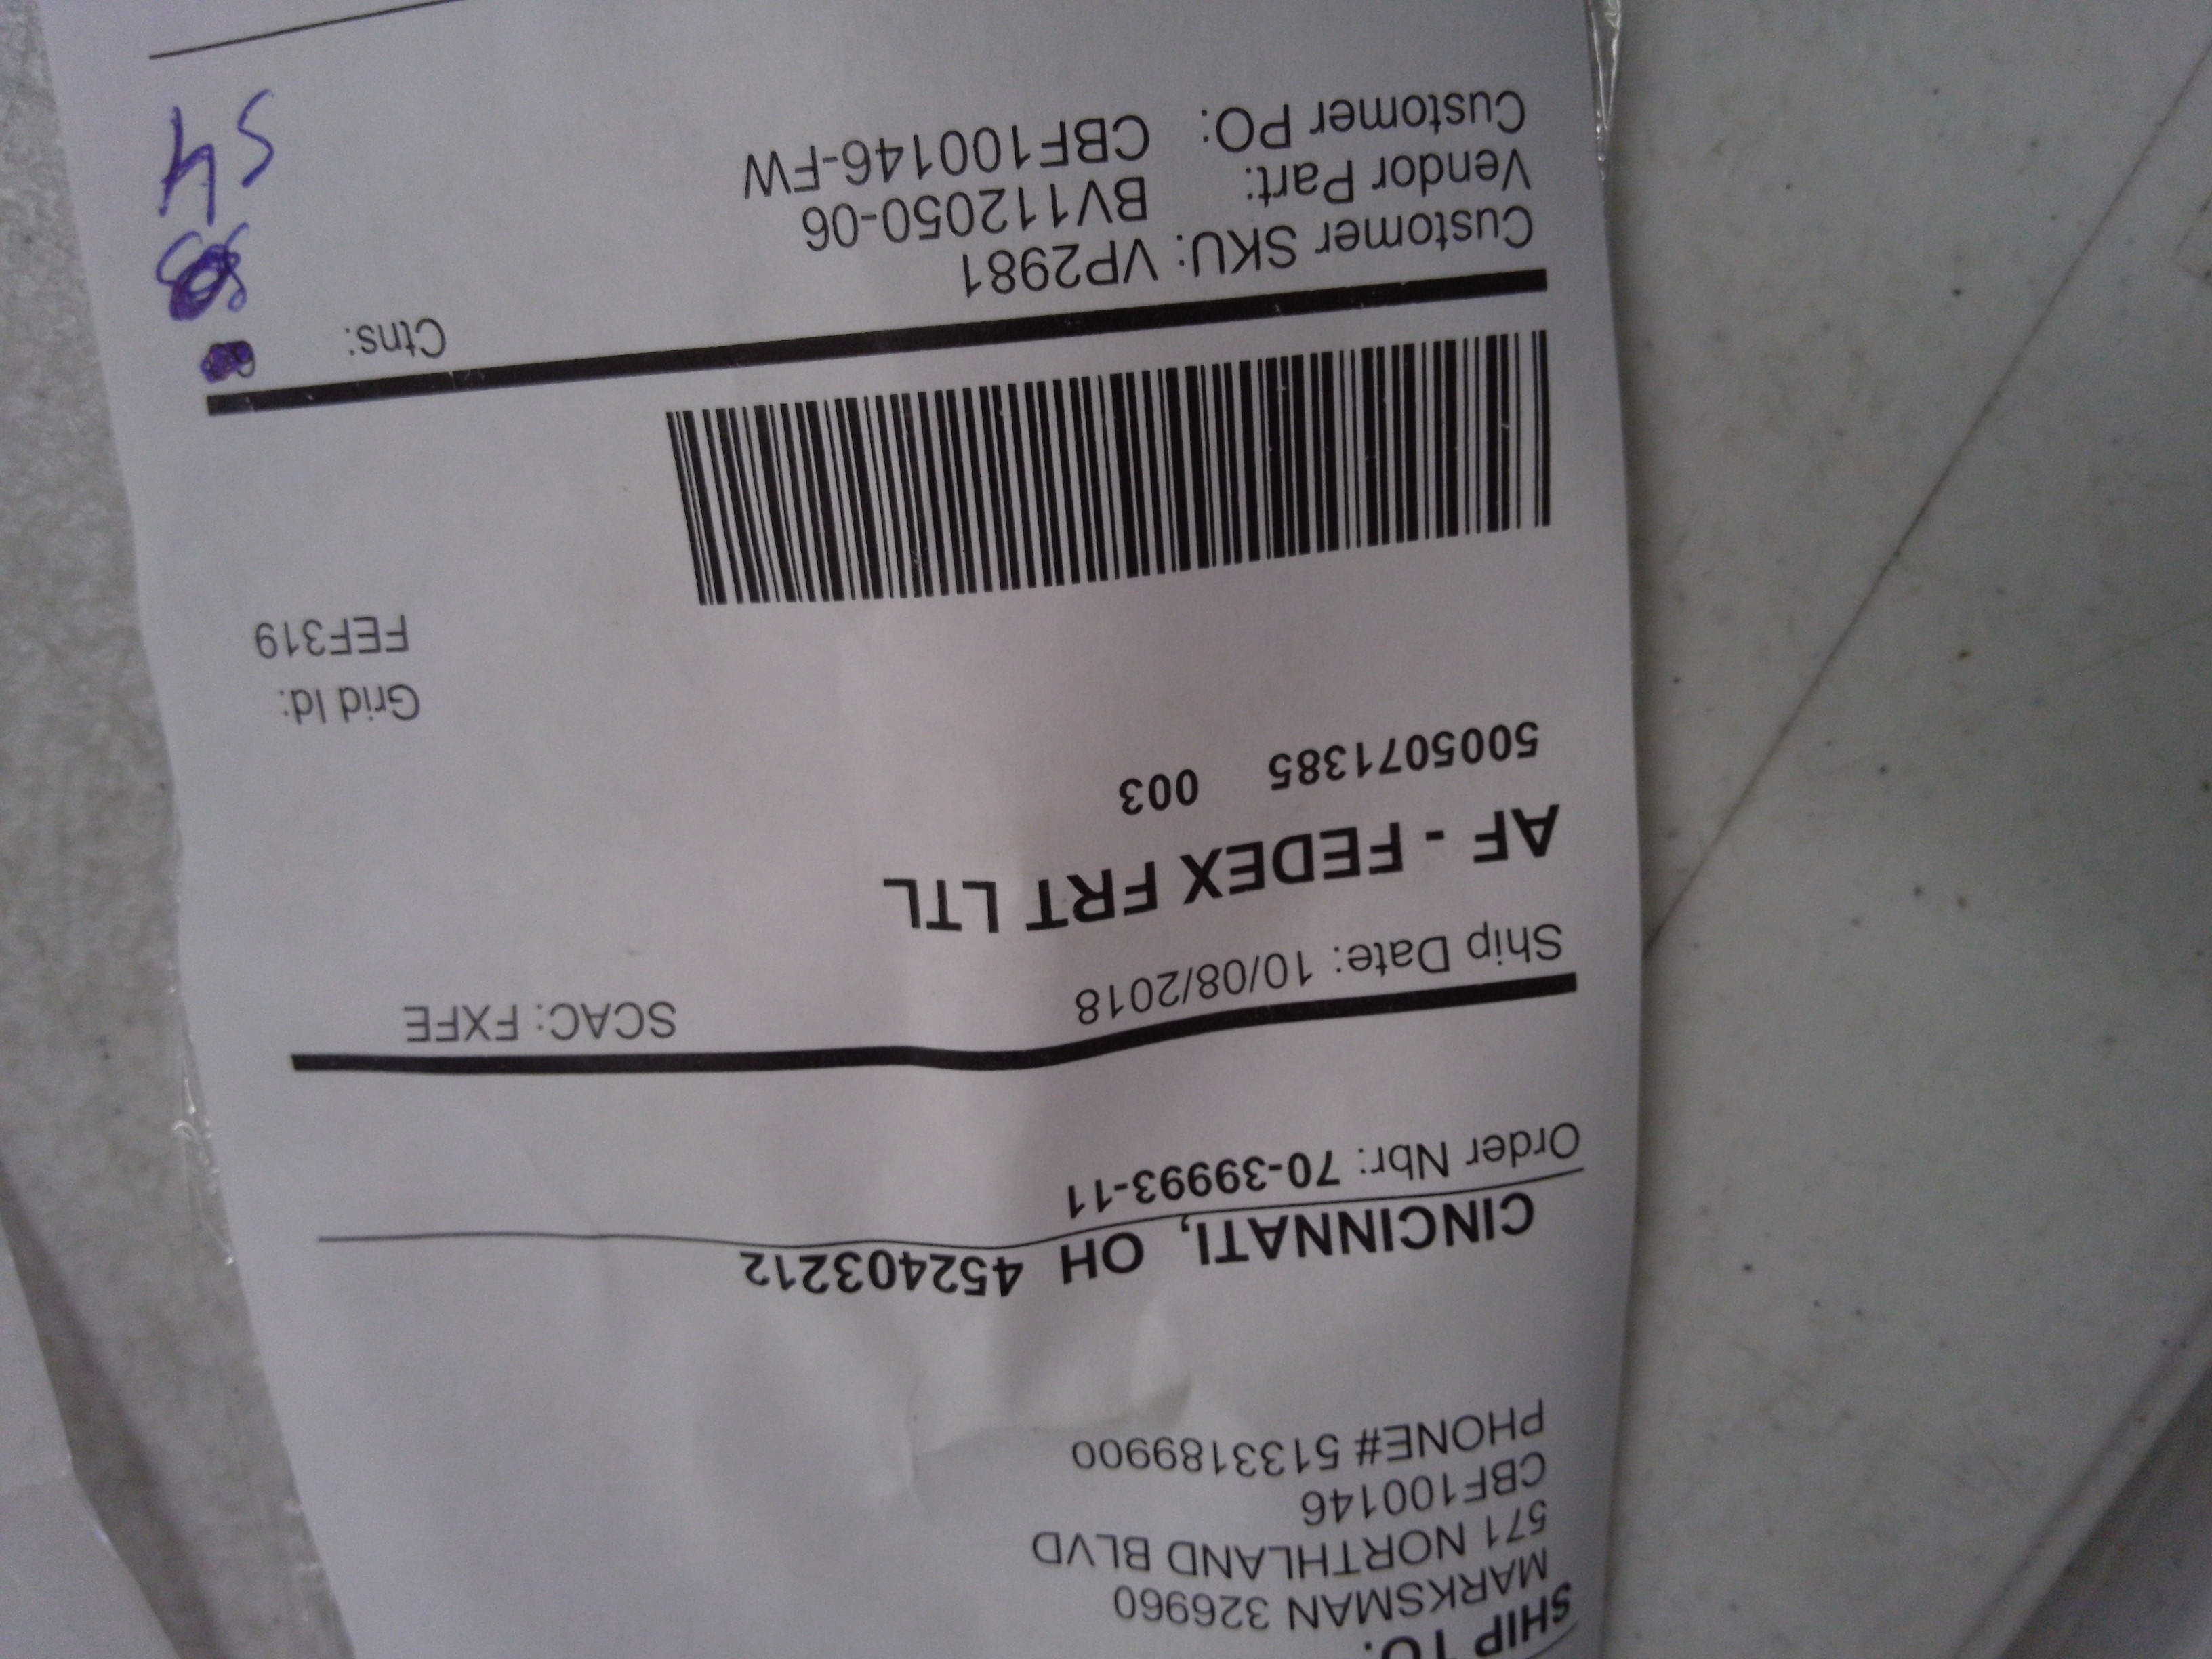 SHIP TO:
MARKSMAN 326960
571 NORTHLAND BLVD
CBF100146
PHONE# 5133189900
CINCINNATI, OH 452403212
Order Nbr: 70-39993-11
Ship Date: 10/08/2018 SCAC: FXFE
AF - FEDEX FRT LTL
5005071385 003
Grid Id:
FEF319
Customer SKU: VP2981 Ctns:
Vendor Part: BV112050-06
Customer PO: CBF100146-FW
54